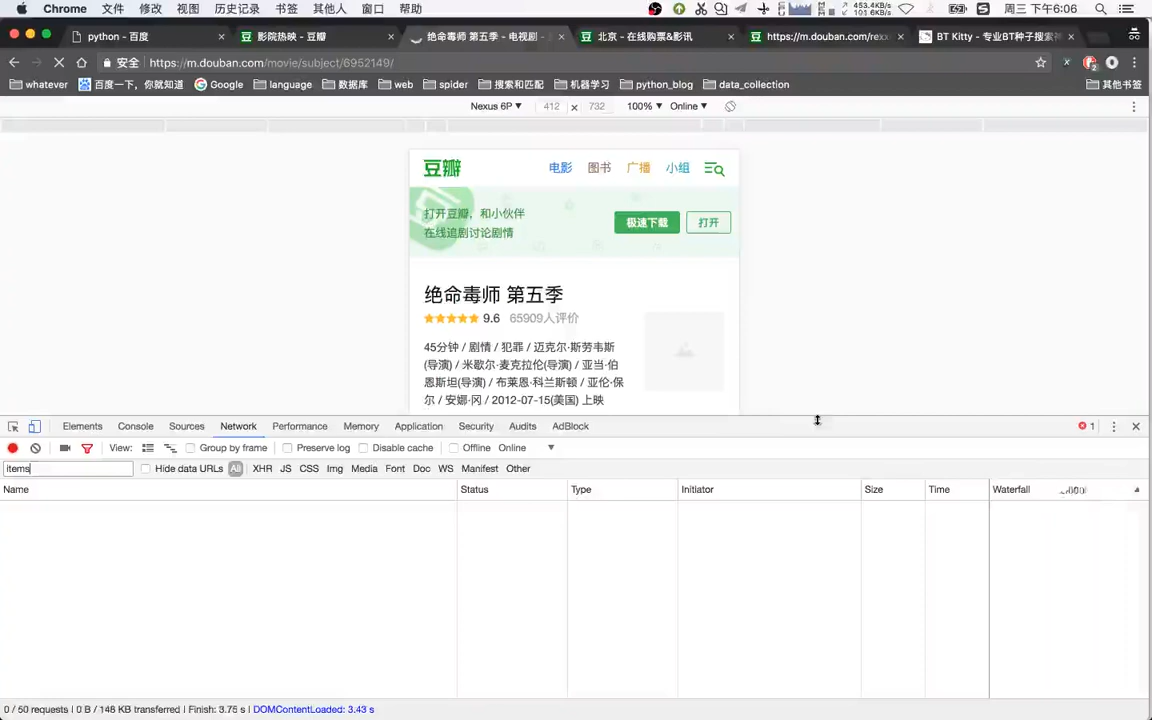 Chrome 文件 修改 视图 历史记录 书签 其他人 窗口 帮助 453.4KB/s 101.6KB/s 周三 下午6:06
python - 百度 影院热映 - 豆瓣 绝命毒师 第五季 - 电视剧 - 北京 - 在线购票&影讯 https://m.douban.com/rexx BT Kitty - 专业BT种子搜索神
安全 https://m.douban.com/movie/subject/6952149/
whatever 百度一下，你就知道 Google language 数据库 web spider 搜索和匹配 机器学习 python_blog data_collection 其他书签
Nexus 6P ▼ 412 × 732 100% ▼ Online ▼
豆瓣 电影 图书 广播 小组
打开豆瓣，和小伙伴
在线追剧讨论剧情
极速下载 打开
绝命毒师 第五季
9.6 65909人评价
45分钟 / 剧情 / 犯罪 / 迈克尔·斯劳韦斯
(导演) / 米歇尔·麦克拉伦(导演) / 亚当·伯
恩斯坦(导演) / 布莱恩·科兰斯顿 / 亚伦·保
尔 / 安娜·冈 / 2012-07-15(美国) 上映
Elements Console Sources Network Performance Memory Application Security Audits AdBlock 1
View: Group by frame Preserve log Disable cache Offline Online ▼
items Hide data URLs All XHR JS CSS Img Media Font Doc WS Manifest Other
Name Status Type Initiator Size Time Waterfall
0 / 50 requests | 0 B / 148 KB transferred | Finish: 3.75 s | DOMContentLoaded: 3.43 s